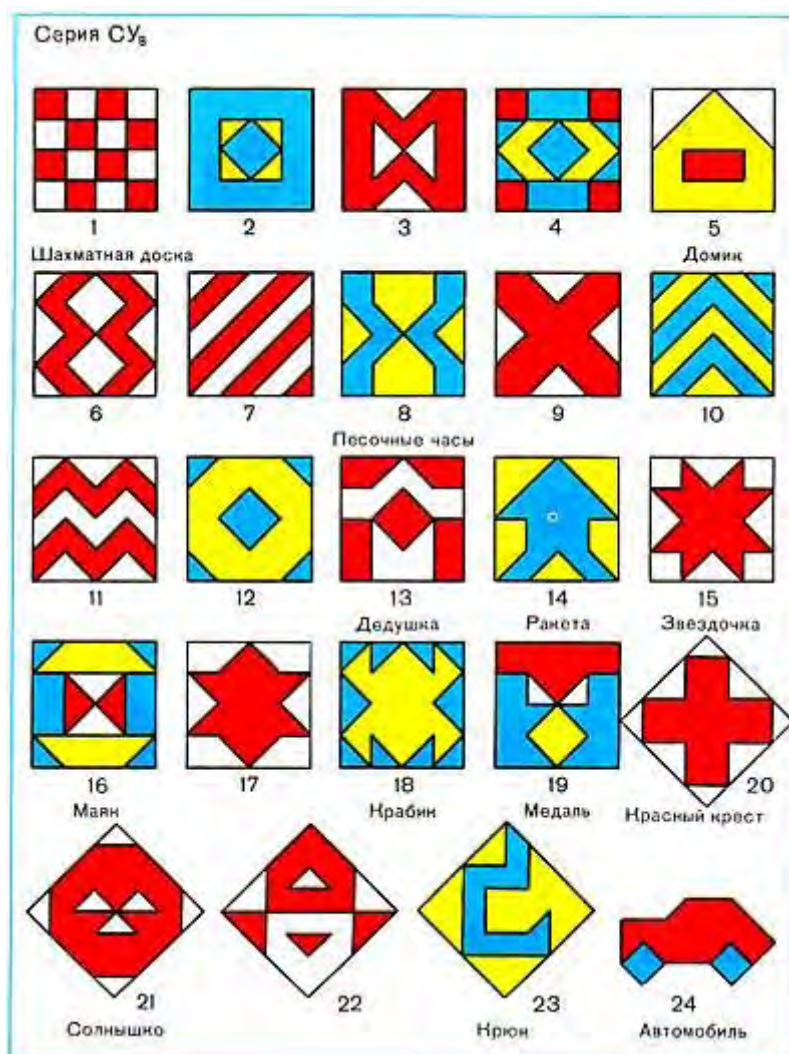 Серия СУ₈
1 2 3 4 5
Шахматная доска Домик
6 7 8 9 10
Песочные часы
11 12 13 14 15
Дедушка Ракета Звездочка
16 17 18 19 20
Маяк Крабик Медаль Красный крест
21 22 23 24
Солнышко Крюк Автомобиль